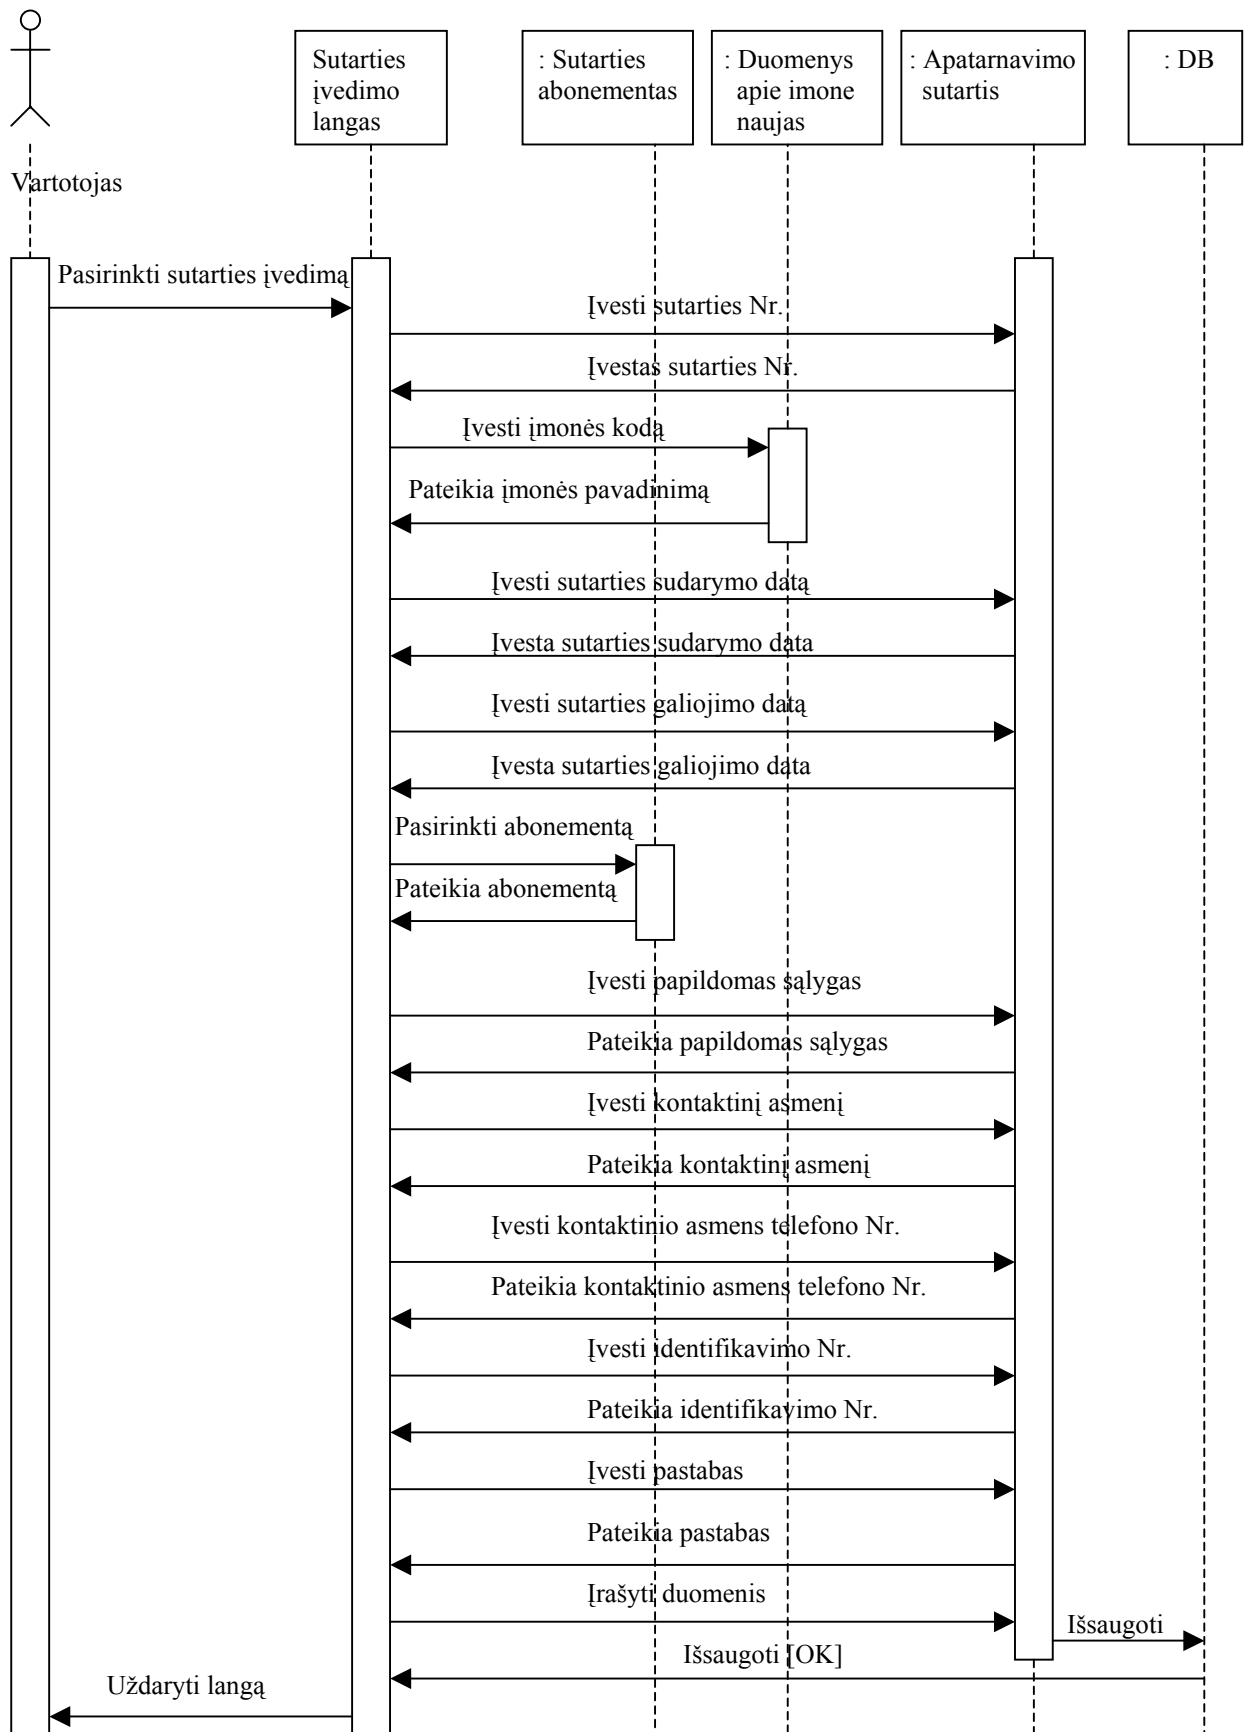 Sutarties
įvedimo
langas
: Sutarties
abonementas
: Duomenys
apie imone
naujas
: Apatarnavimo
sutartis
: DB
Vartotojas
Pasirinkti sutarties įvedimą
Įvesti sutarties Nr.
Įvestas sutarties Nr.
Įvesti įmonės kodą
Pateikia įmonės pavadinimą
Įvesti sutarties sudarymo datą
Įvesta sutarties sudarymo data
Įvesti sutarties galiojimo datą
Įvesta sutarties galiojimo data
Pasirinkti abonementą
Pateikia abonementą
Įvesti papildomas sąlygas
Pateikia papildomas sąlygas
Įvesti kontaktinį asmenį
Pateikia kontaktinį asmenį
Įvesti kontaktinio asmens telefono Nr.
Pateikia kontaktinio asmens telefono Nr.
Įvesti identifikavimo Nr.
Pateikia identifikavimo Nr.
Įvesti pastabas
Pateikia pastabas
Įrašyti duomenis
Išsaugoti
Išsaugoti [OK]
Uždaryti langą